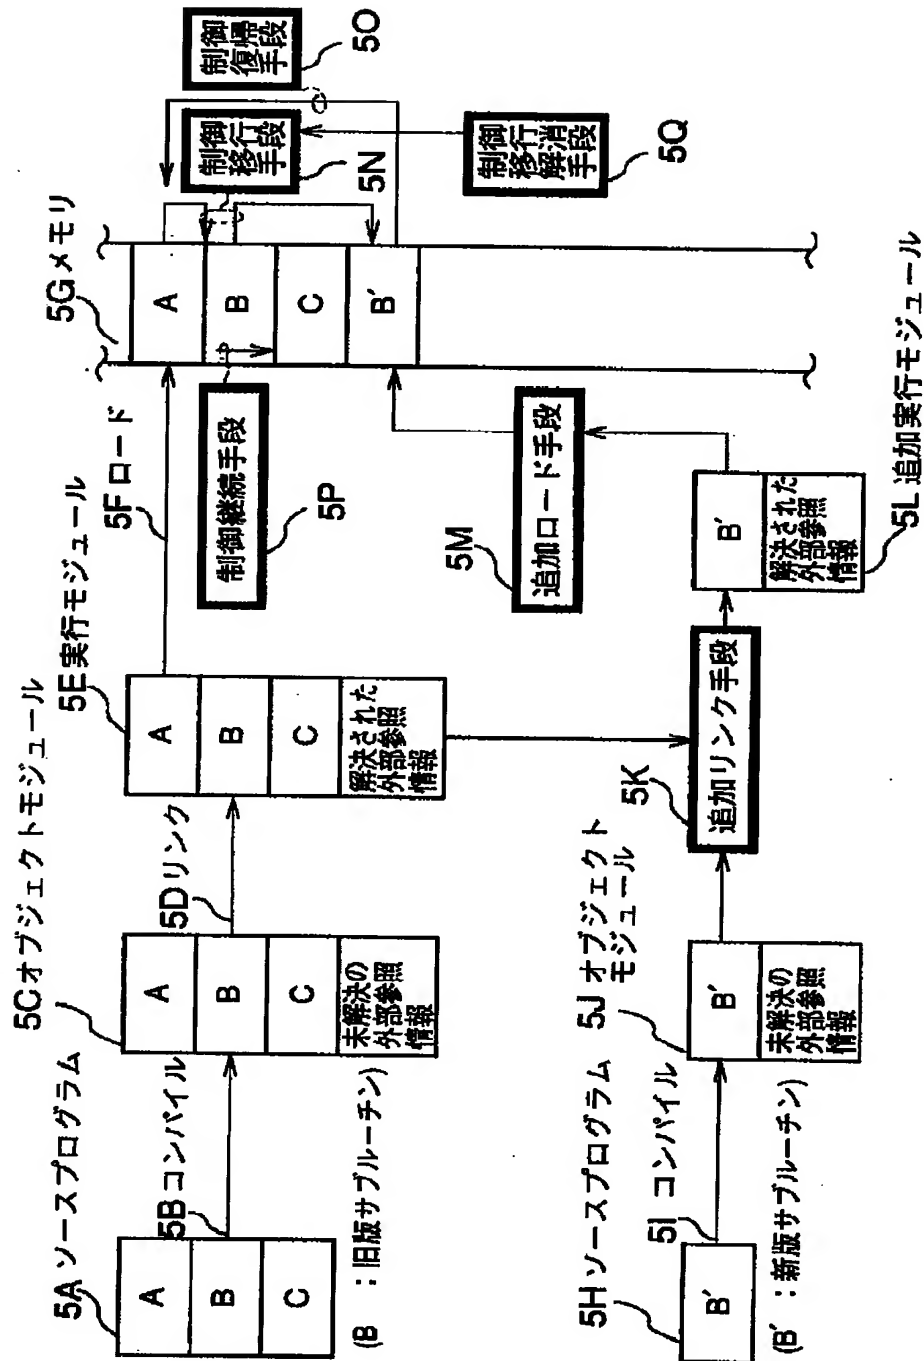 5A ソースプログラム
A
B
C
(B :旧版サブルーチン)
5B コンパイル
5C オブジェクトモジュール
A
B
C
未解決の
外部参照
情報
5D リンク
5E 実行モジュール
A
B
C
解決された
外部参照
情報
5F ロード
5G メモリ
A
B
C
B´
制御継続手段
5P
制御
移行
手段
5N
制御
復帰
手段
5O
制御
移行
解消
手段
5Q
5H ソースプログラム
B´
(B´ :新版サブルーチン)
5I コンパイル
5J オブジェクト
モジュール
B´
未解決の
外部参照
情報
追加リンク手段
5K
B´
解決された
外部参照
情報
5L 追加実行モジュール
追加ロード手段
5M